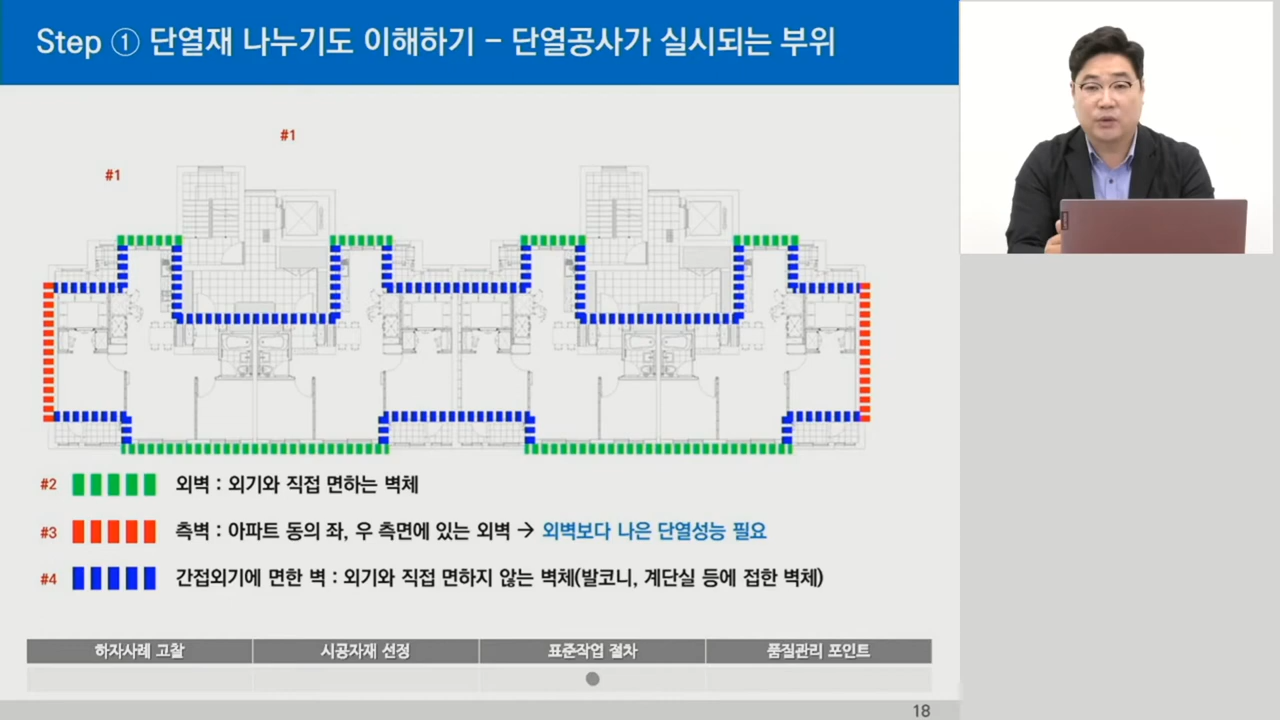 Step ① 단열재 나누기도 이해하기 – 단열공사가 실시되는 부위
#1
#1
#2 외벽 : 외기와 직접 면하는 벽체
#3 측벽 : 아파트 동의 좌, 우 측면에 있는 외벽 → 외벽보다 나은 단열성능 필요
#4 간접외기에 면한 벽 : 외기와 직접 면하지 않는 벽체(발코니, 계단실 등에 접한 벽체)
하자사례 고찰 시공자재 선정 표준작업 절차 품질관리 포인트
18